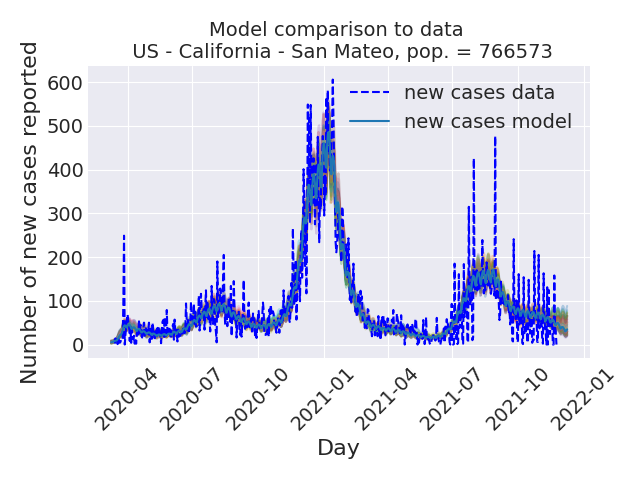 Model comparison to data
US - California - San Mateo, pop. = 766573
Number of new cases reported
600
500
400
300
200
100
0
new cases data
new cases model
2020-04
2020-07
2020-10
2021-01
2021-04
2021-07
2021-10
2022-01
Day